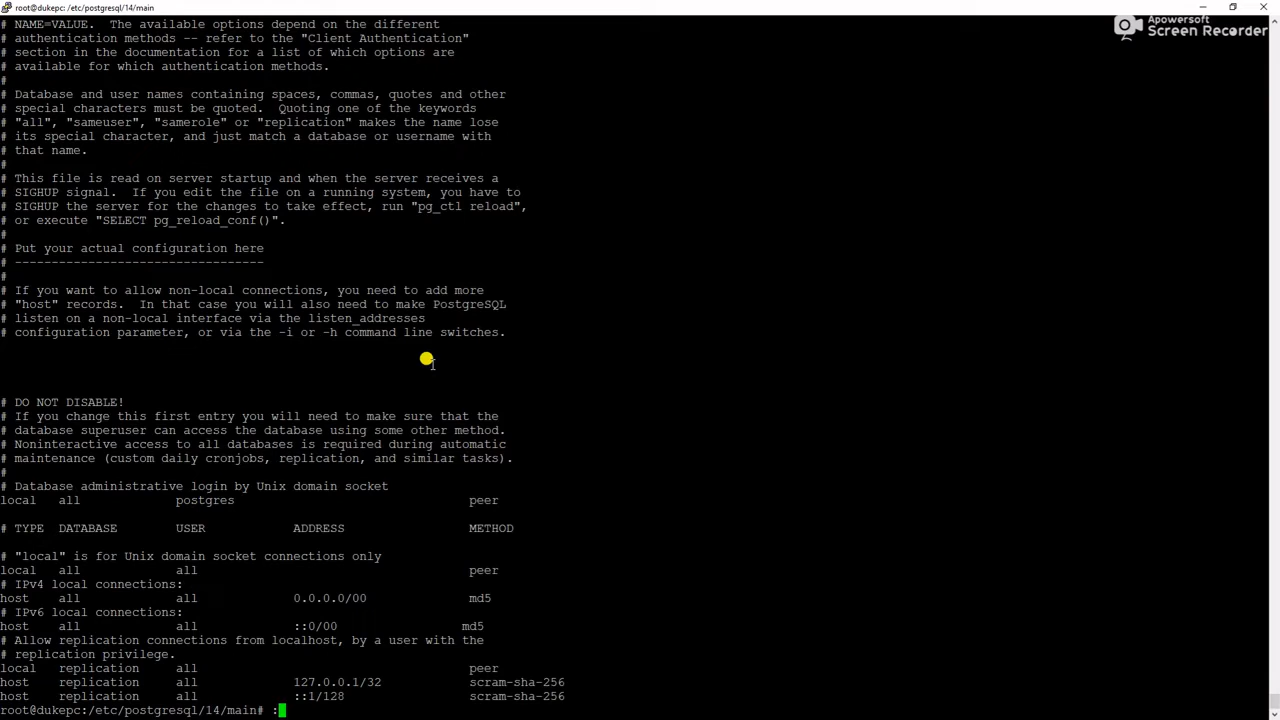 root@dukepc: /etc/postgresql/14/main
Apowersoft
Screen Recorder
# NAME=VALUE.  The available options depend on the different
# authentication methods -- refer to the "Client Authentication"
# section in the documentation for a list of which options are
# available for which authentication methods.
#
# Database and user names containing spaces, commas, quotes and other
# special characters must be quoted.  Quoting one of the keywords
# "all", "sameuser", "samerole" or "replication" makes the name lose
# its special character, and just match a database or username with
# that name.
#
# This file is read on server startup and when the server receives a
# SIGHUP signal.  If you edit the file on a running system, you have to
# SIGHUP the server for the changes to take effect, run "pg_ctl reload",
# or execute "SELECT pg_reload_conf()".
#
# Put your actual configuration here
# ----------------------------------
#
# If you want to allow non-local connections, you need to add more
# "host" records.  In that case you will also need to make PostgreSQL
# listen on a non-local interface via the listen_addresses
# configuration parameter, or via the -i or -h command line switches.
# DO NOT DISABLE!
# If you change this first entry you will need to make sure that the
# database superuser can access the database using some other method.
# Noninteractive access to all databases is required during automatic
# maintenance (custom daily cronjobs, replication, and similar tasks).
#
# Database administrative login by Unix domain socket
local   all             postgres                                peer
# TYPE  DATABASE        USER            ADDRESS                 METHOD
# "local" is for Unix domain socket connections only
local   all             all                                     peer
# IPv4 local connections:
host    all             all             0.0.0.0/00              md5
# IPv6 local connections:
host    all             all             ::0/00                 md5
# Allow replication connections from localhost, by a user with the
# replication privilege.
local   replication     all                                     peer
host    replication     all             127.0.0.1/32            scram-sha-256
host    replication     all             ::1/128                 scram-sha-256
root@dukepc:/etc/postgresql/14/main# :